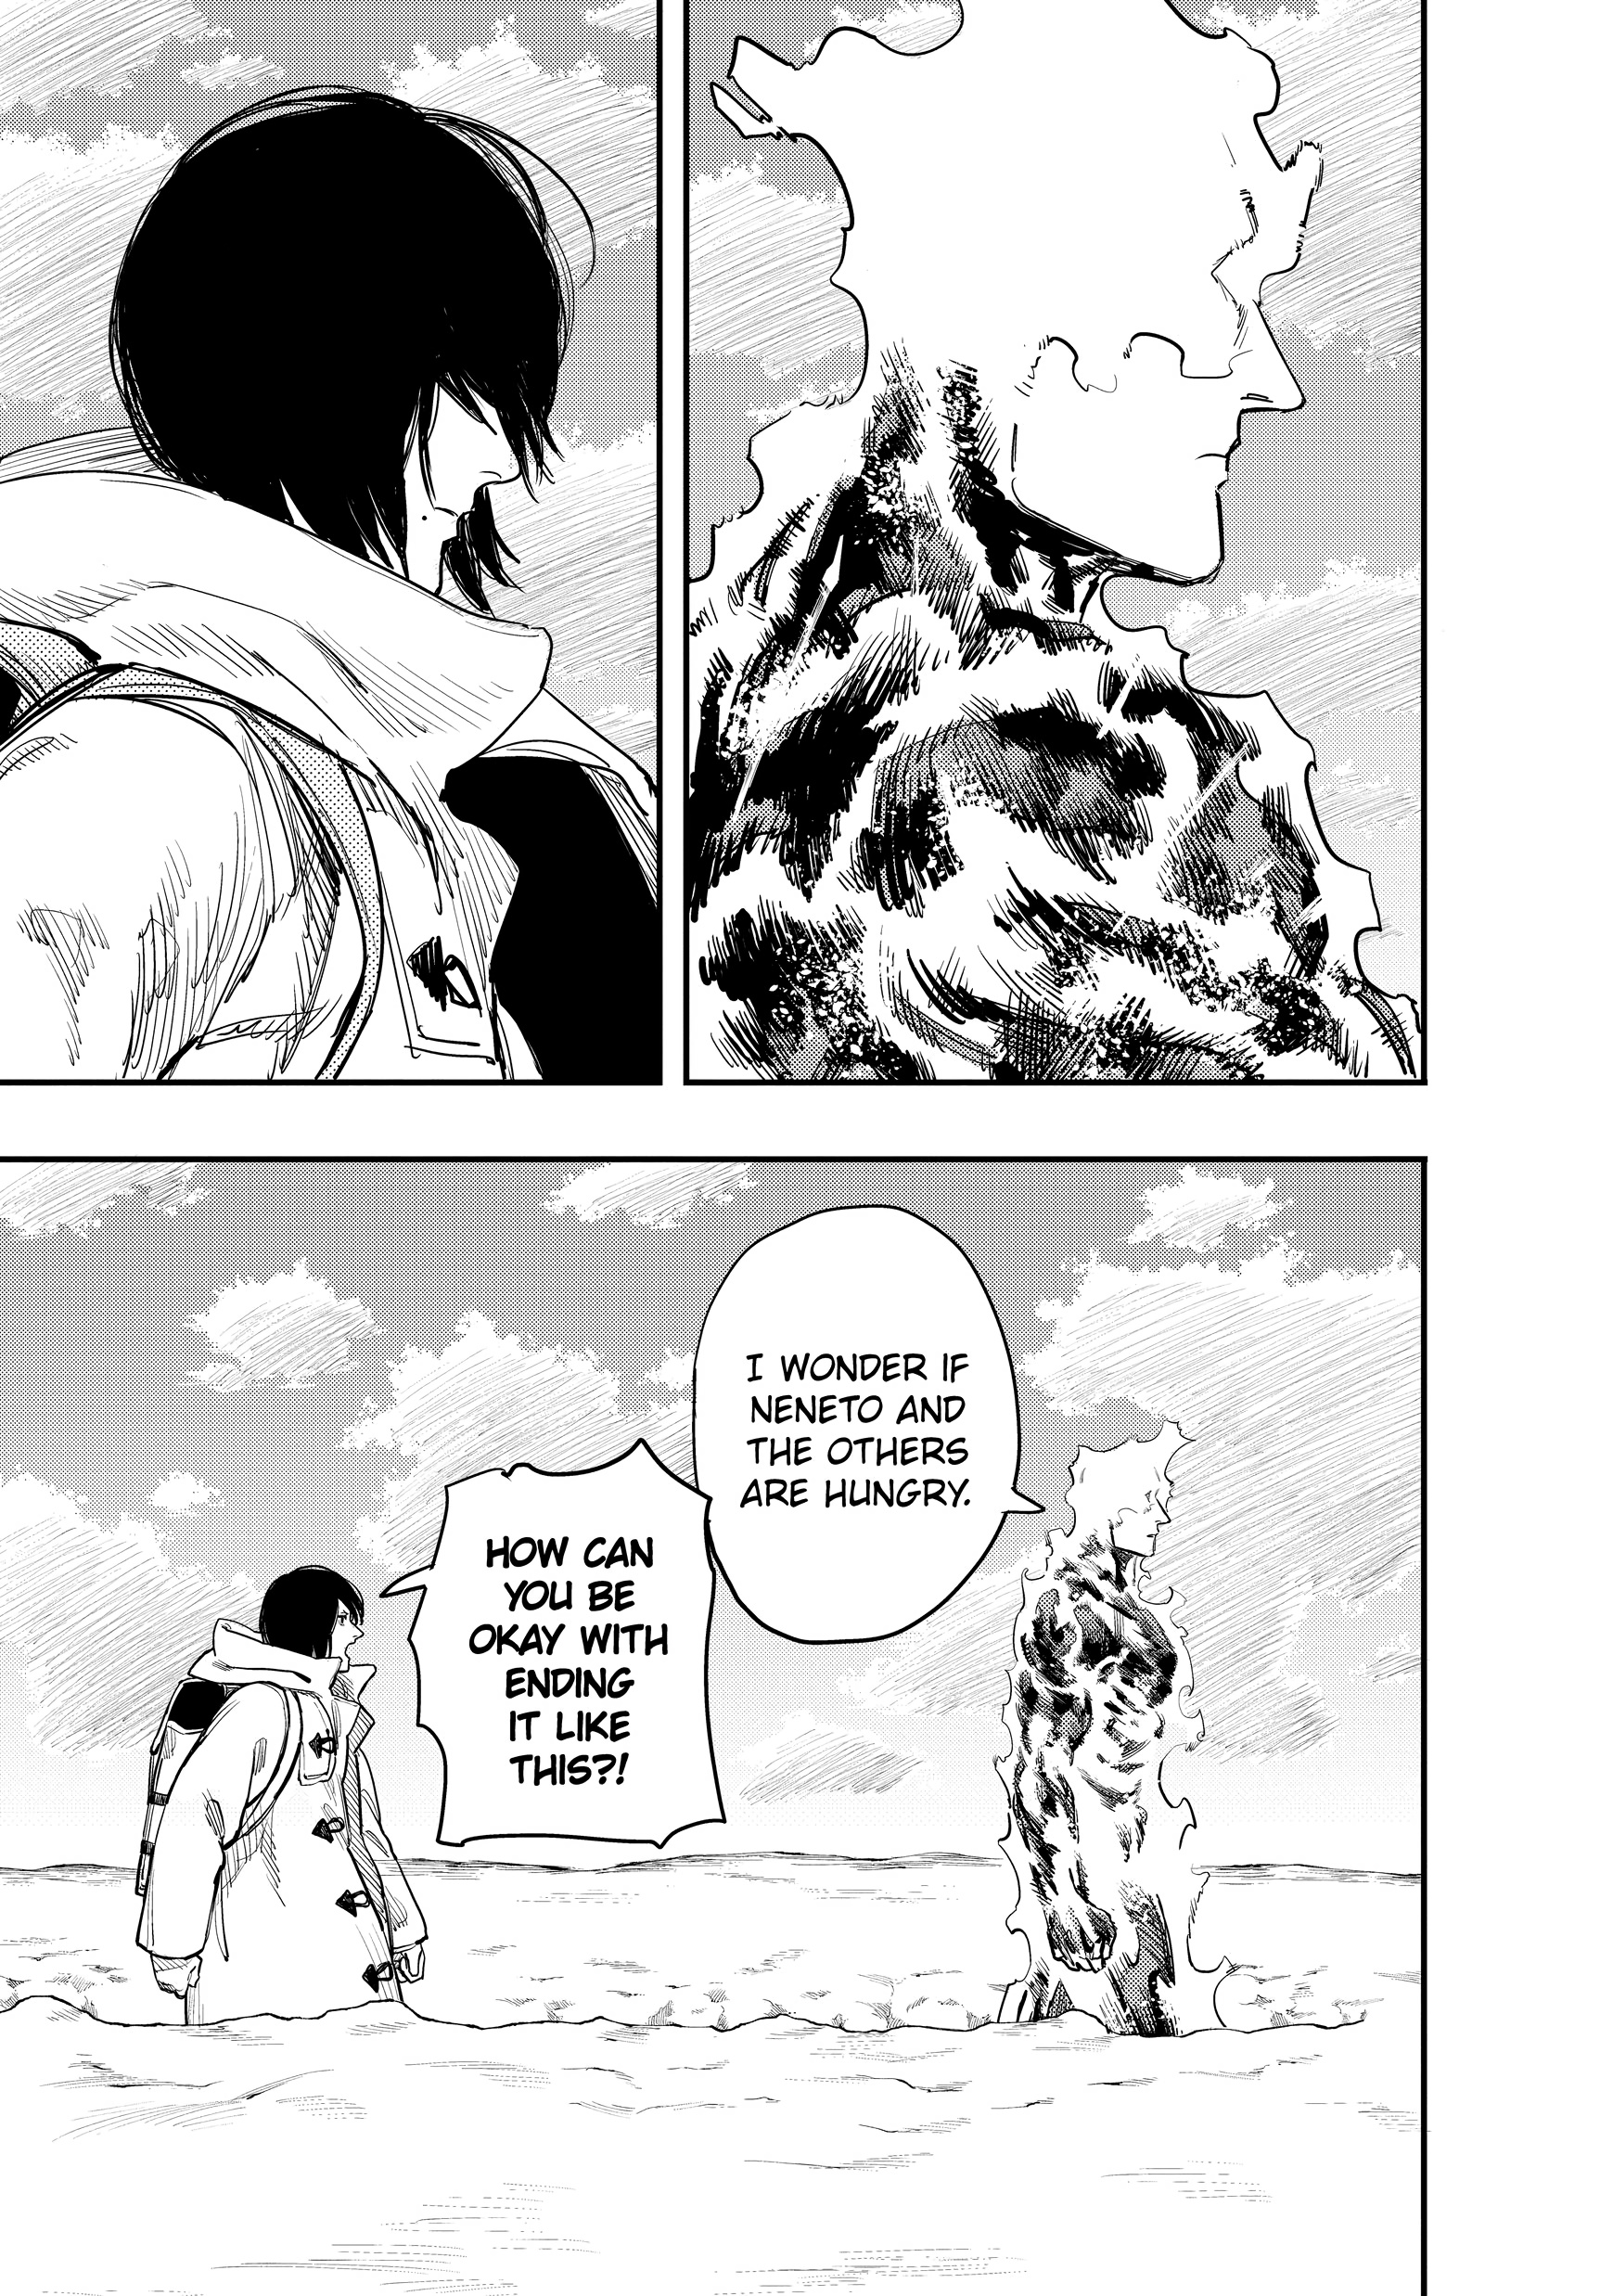 I WONDER IF
NENETO AND
THE OTHERS
ARE HUNGRY.
HOW CAN
YOU BE
OKAY WITH
ENDING
IT LIKE
THIS?!